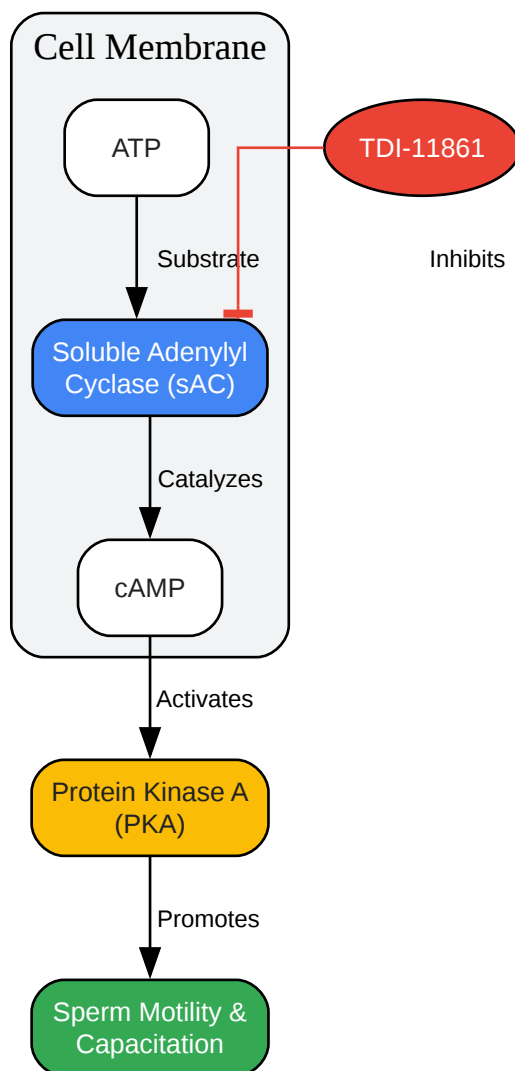 Cell Membrane
ATP
TDI-11861
Substrate
Inhibits
Soluble Adenylyl
Cyclase (sAC)
Catalyzes
cAMP
Activates
Protein Kinase A
(PKA)
Promotes
Sperm Motility &
Capacitation